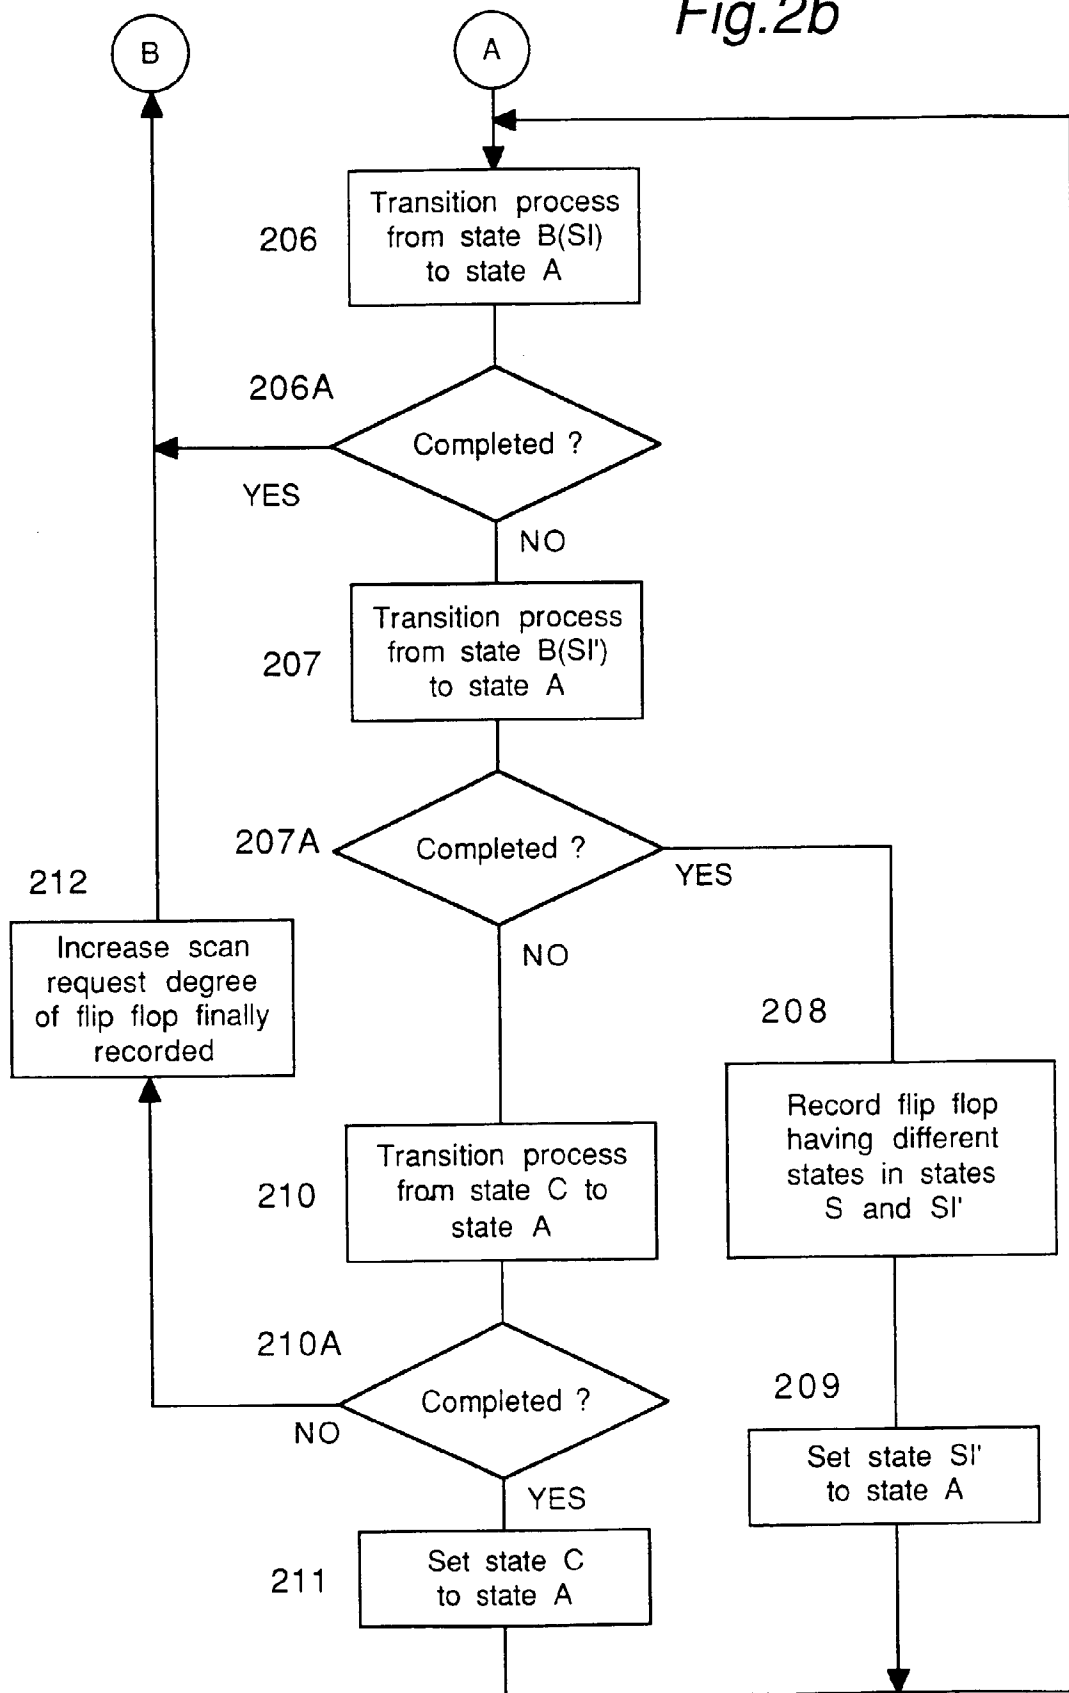 Fig.2b
B
A
206
Transition process
from state B(SI)
to state A
206A
Completed ?
YES
NO
207
Transition process
from state B(SI')
to state A
207A
Completed ?
YES
NO
212
Increase scan
request degree
of flip flop finally
recorded
208
Record flip flop
having different
states in states
S and SI'
210
Transition process
from state C to
state A
210A
Completed ?
NO
YES
209
Set state SI'
to state A
211
Set state C
to state A